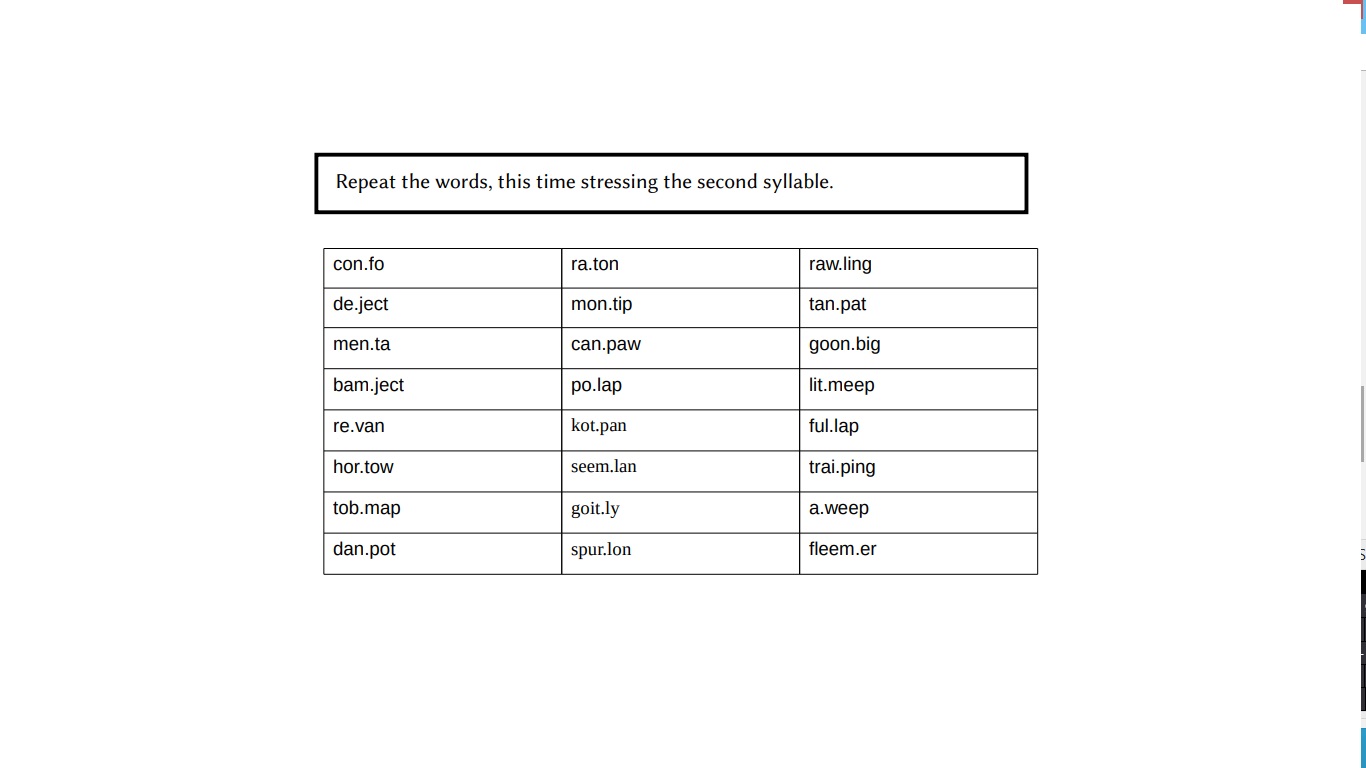 Repeat the words, this time stressing the second syllable.
con.fo ra.ton raw.ling
de.ject mon.tip tan.pat
men.ta can.paw goon.big
bam.ject po.lap lit.meep
re.van kot.pan ful.lap
hor.tow seem.lan trai.ping
tob.map goit.ly a.weep
dan.pot spur.lon fleem.er